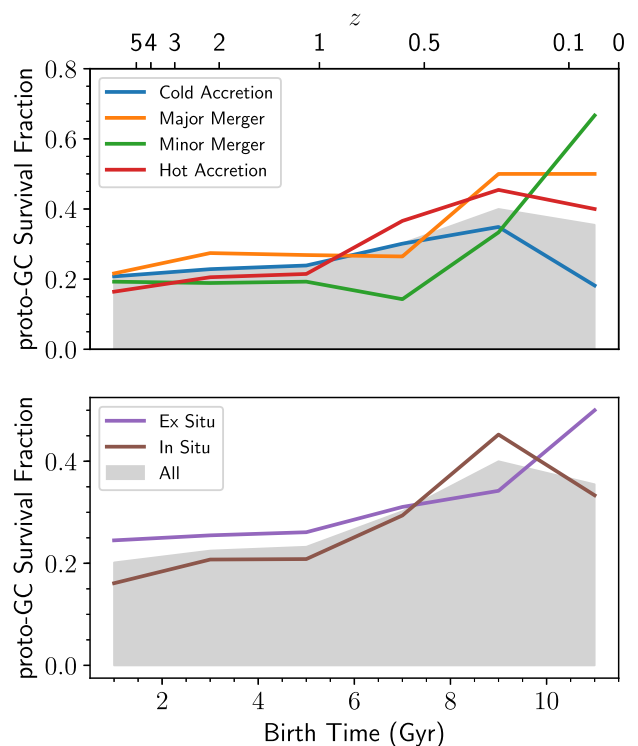 z
5 4 3 2 1 0.5 0.1 0
0.8
0.6
0.4
0.2
0.0
proto-GC Survival Fraction
Cold Accretion
Major Merger
Minor Merger
Hot Accretion
0.4
0.2
0.0
proto-GC Survival Fraction
Ex Situ
In Situ
All
2 4 6 8 10
Birth Time (Gyr)